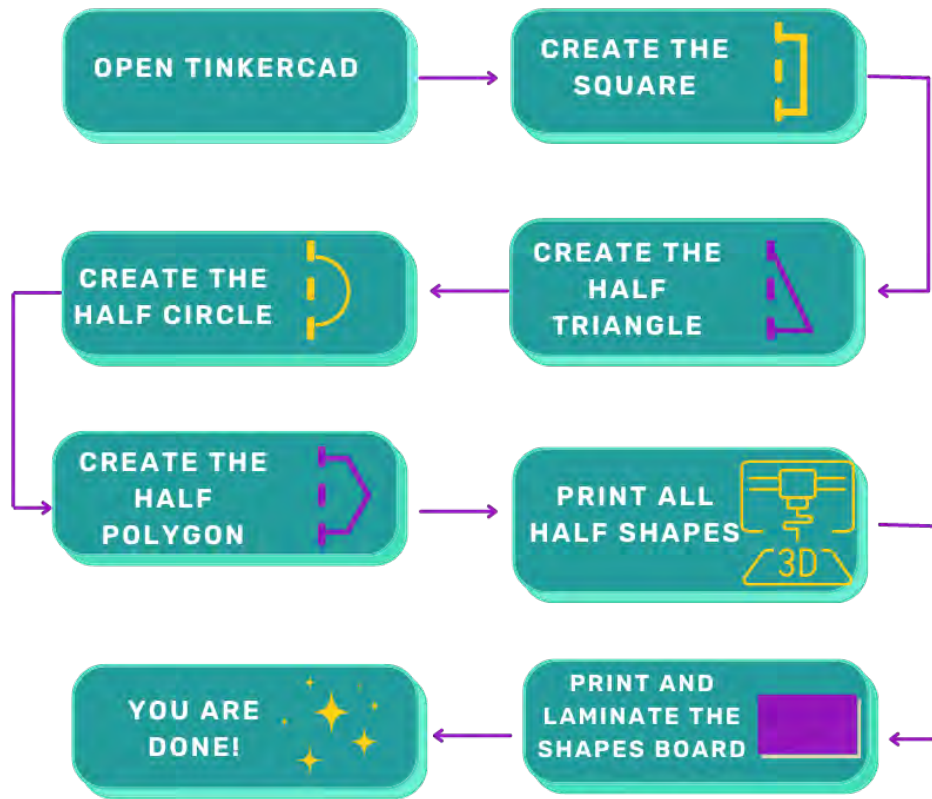 OPEN TINKERCAD
CREATE THE
SQUARE
CREATE THE
HALF
TRIANGLE
CREATE THE
HALF CIRCLE
CREATE THE
HALF
POLYGON
PRINT ALL
HALF SHAPES
3D
PRINT AND
LAMINATE THE
SHAPES BOARD
YOU ARE
DONE!